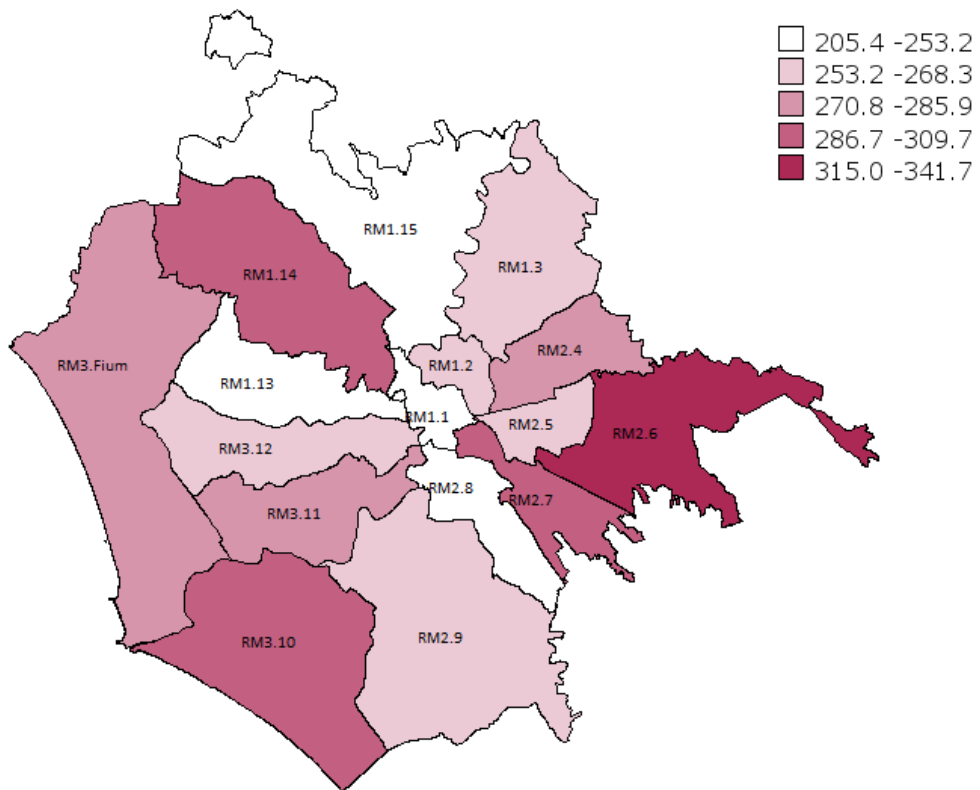 205.4 -253.2
253.2 -268.3
270.8 -285.9
286.7 -309.7
315.0 -341.7
RM1.15
RM1.3
RM1.14
RM2.4
RM3.Fium
RM1.2
RM1.13
RM1.1
RM2.5
RM2.6
RM3.12
RM2.8
RM2.7
RM3.11
RM3.10
RM2.9